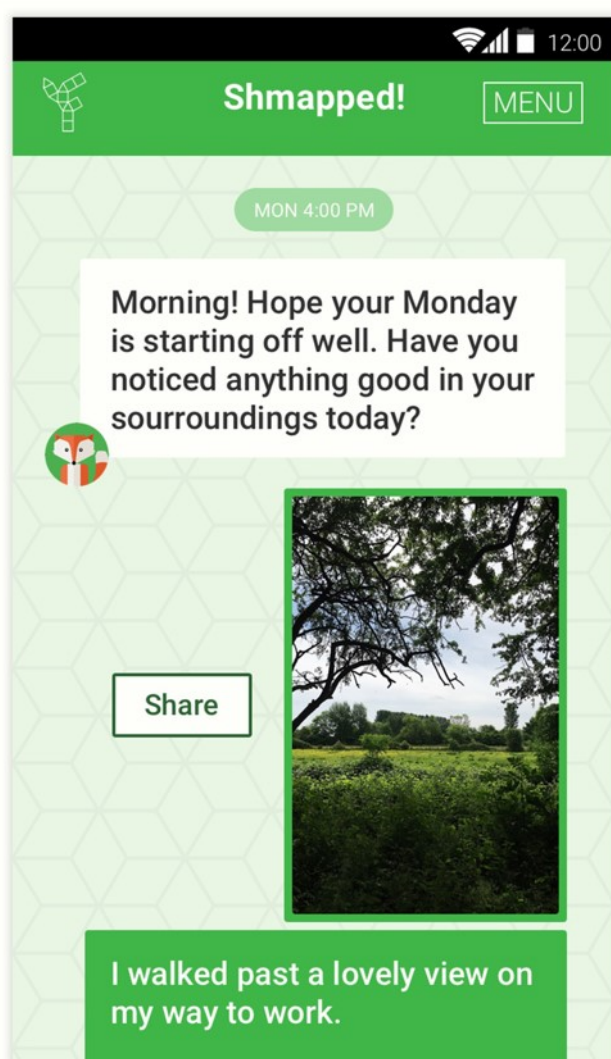 12:00
Shmapped!
MENU
MON 4:00 PM
Morning! Hope your Monday
is starting off well. Have you
noticed anything good in your
sourroundings today?
Share
I walked past a lovely view on
my way to work.